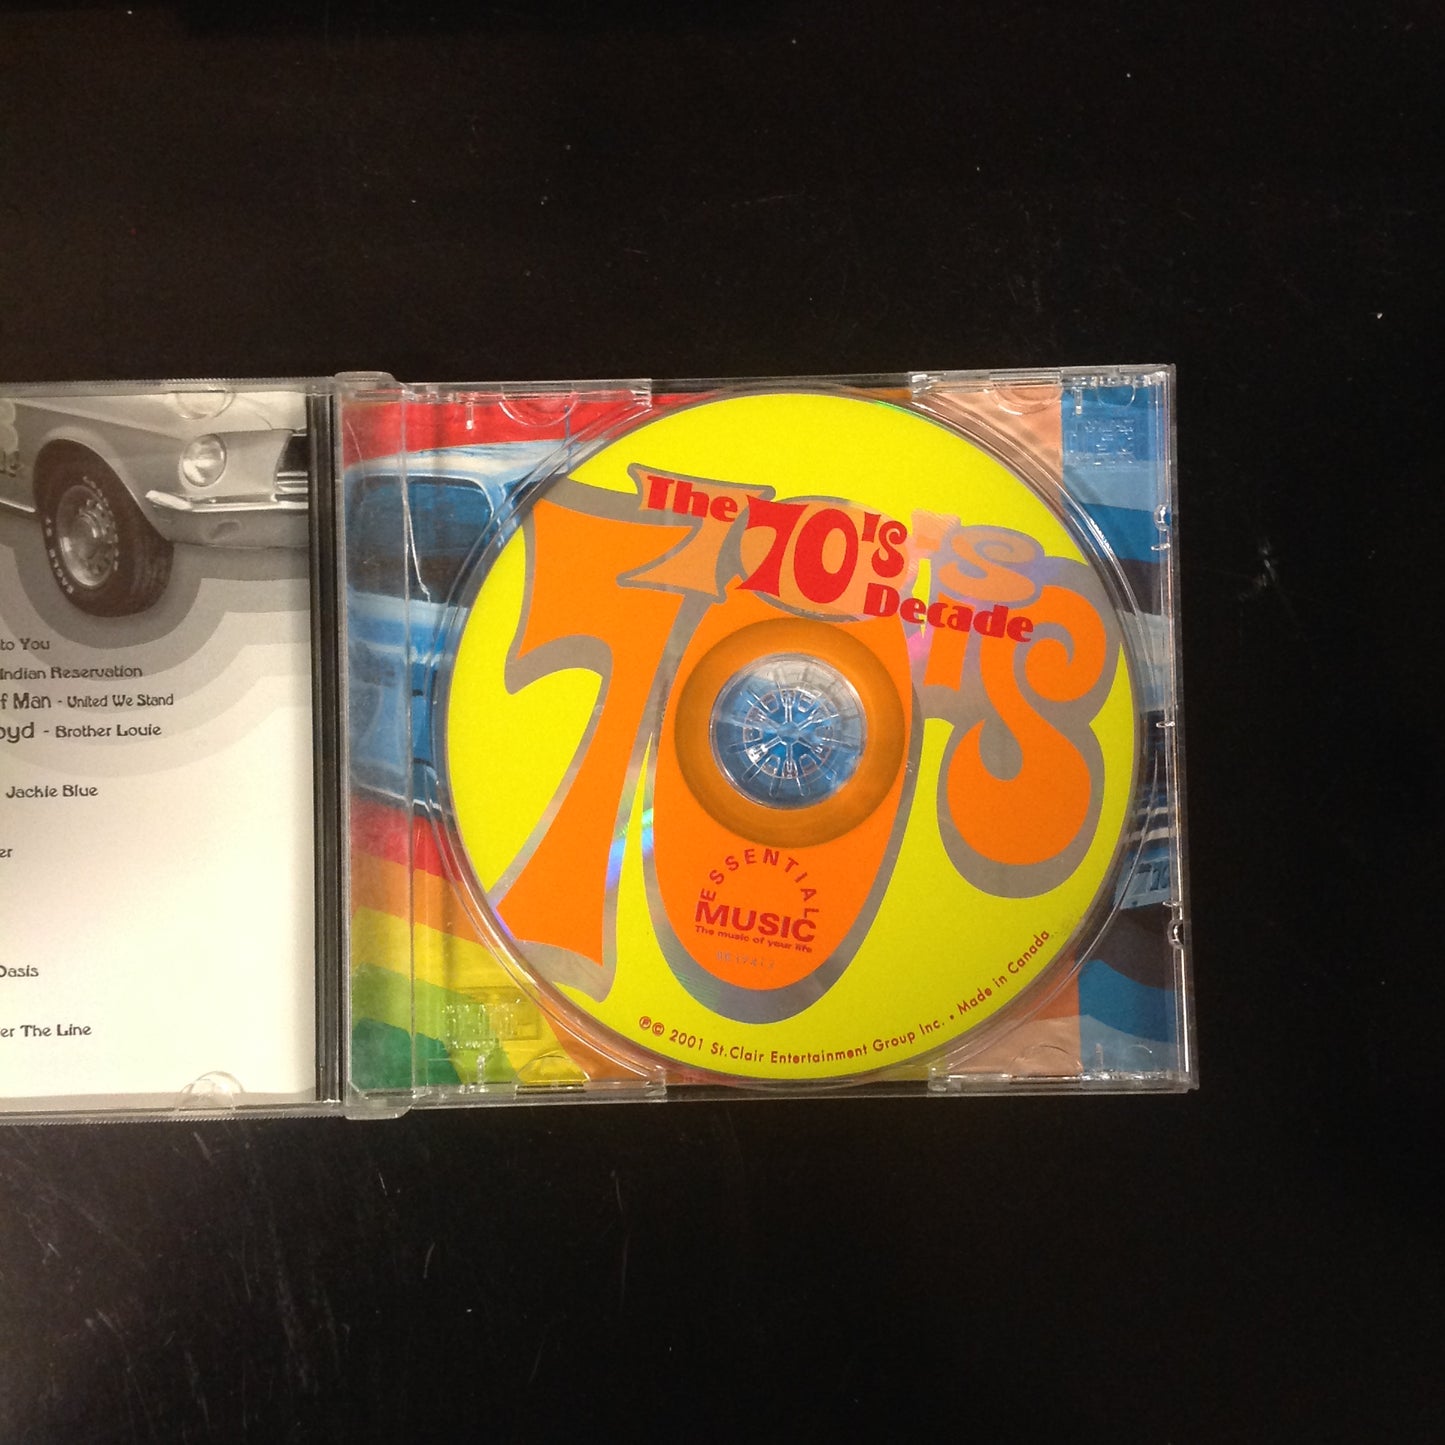 to You
Indian Reservation
f Man - United We Stand
oyd - Brother Louie
Jackie Blue
er
Oasis
er The Line
The 70's
Decade
70's
ESSENTIAL
MUSIC
The music of your life
℗© 2001 St.Clair Entertainment Group Inc. • Made in Canada